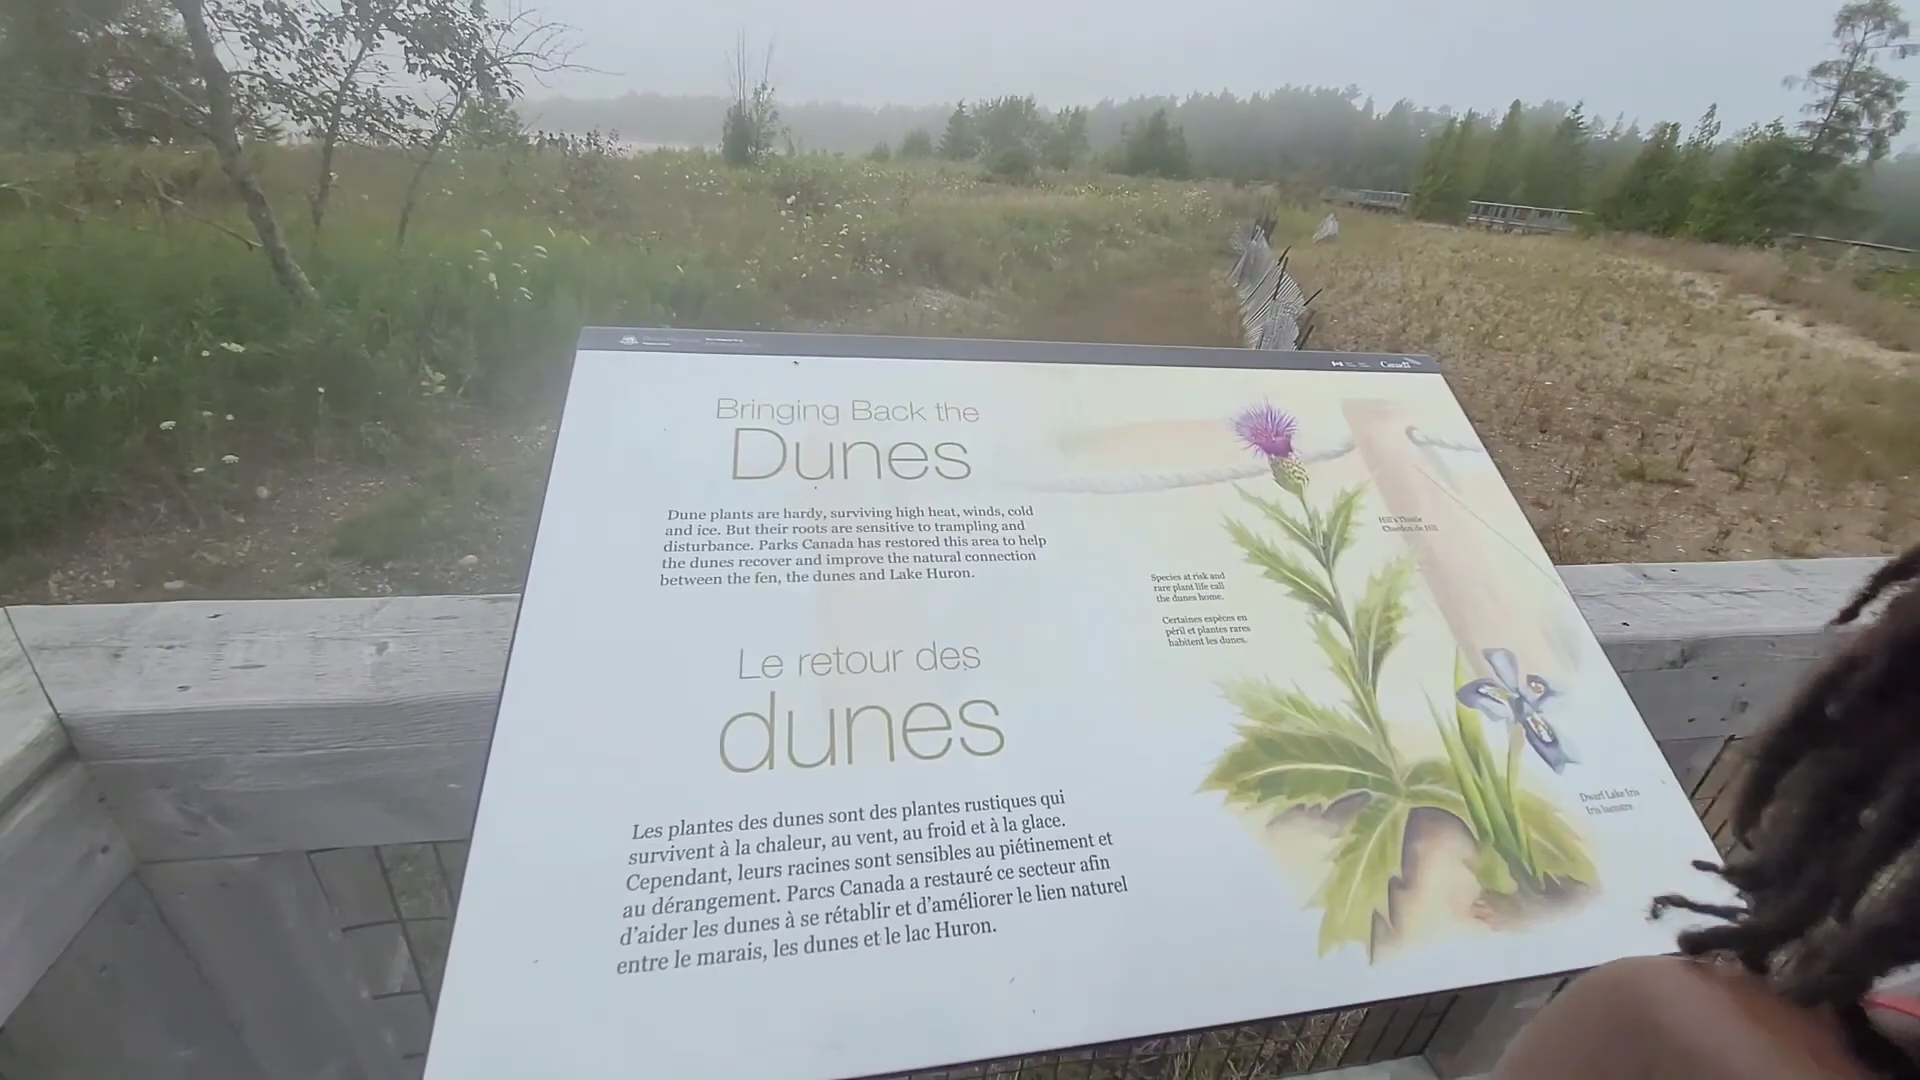 Canada
Bringing Back the
Dunes
Dune plants are hardy, surviving high heat, winds, cold
and ice. But their roots are sensitive to trampling and
disturbance. Parks Canada has restored this area to help
the dunes recover and improve the natural connection
between the fen, the dunes and Lake Huron.
Le retour des
dunes
Les plantes des dunes sont des plantes rustiques qui
survivent à la chaleur, au vent, au froid et à la glace.
Cependant, leurs racines sont sensibles au piétinement et
au dérangement. Parcs Canada a restauré ce secteur afin
d'aider les dunes à se rétablir et d'améliorer le lien naturel
entre le marais, les dunes et le lac Huron.
Hill's Thistle
Chardon de Hill
Species at risk and
rare plant life call
the dunes home.
Certaines espèces en
péril et plantes rares
habitent les dunes.
Dwarf Lake Iris
Iris lacustre